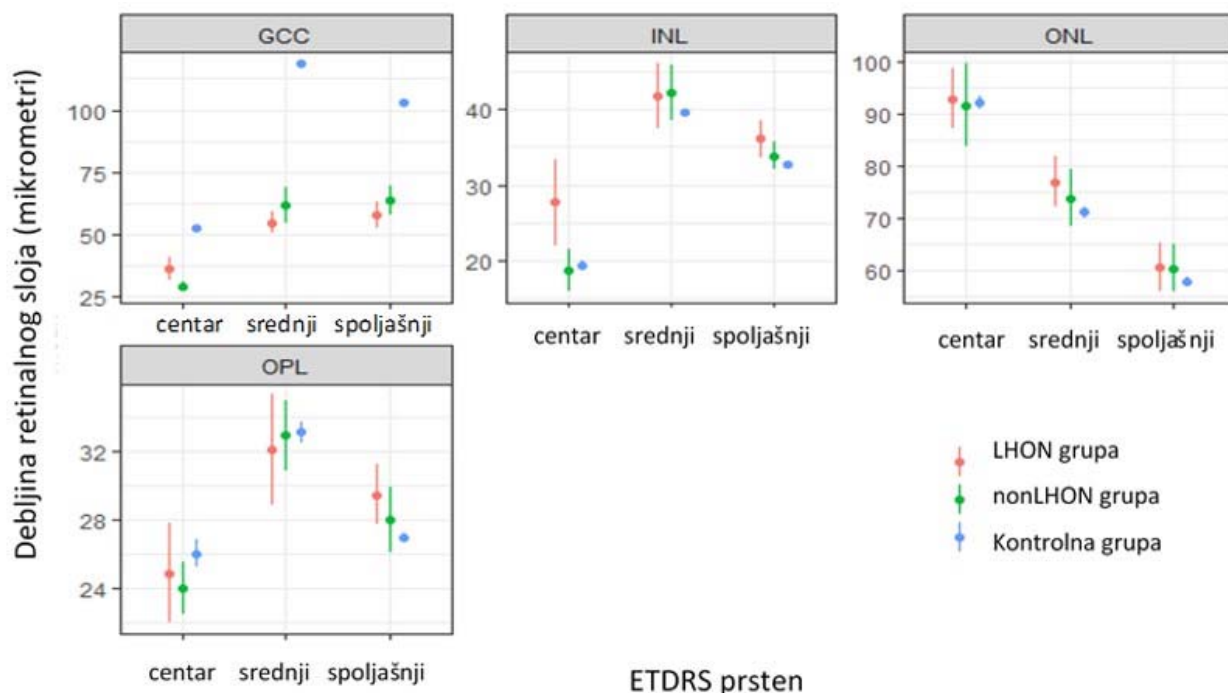 Debljina retinalnog sloja (mikrometri)
GCC
100
75
50
25
centar srednji spoljašnji
INL
40
30
20
centar srednji spoljašnji
ONL
100
90
80
70
60
centar srednji spoljašnji
OPL
32
28
24
centar srednji spoljašnji
LHON grupa
nonLHON grupa
Kontrolna grupa
ETDRS prsten